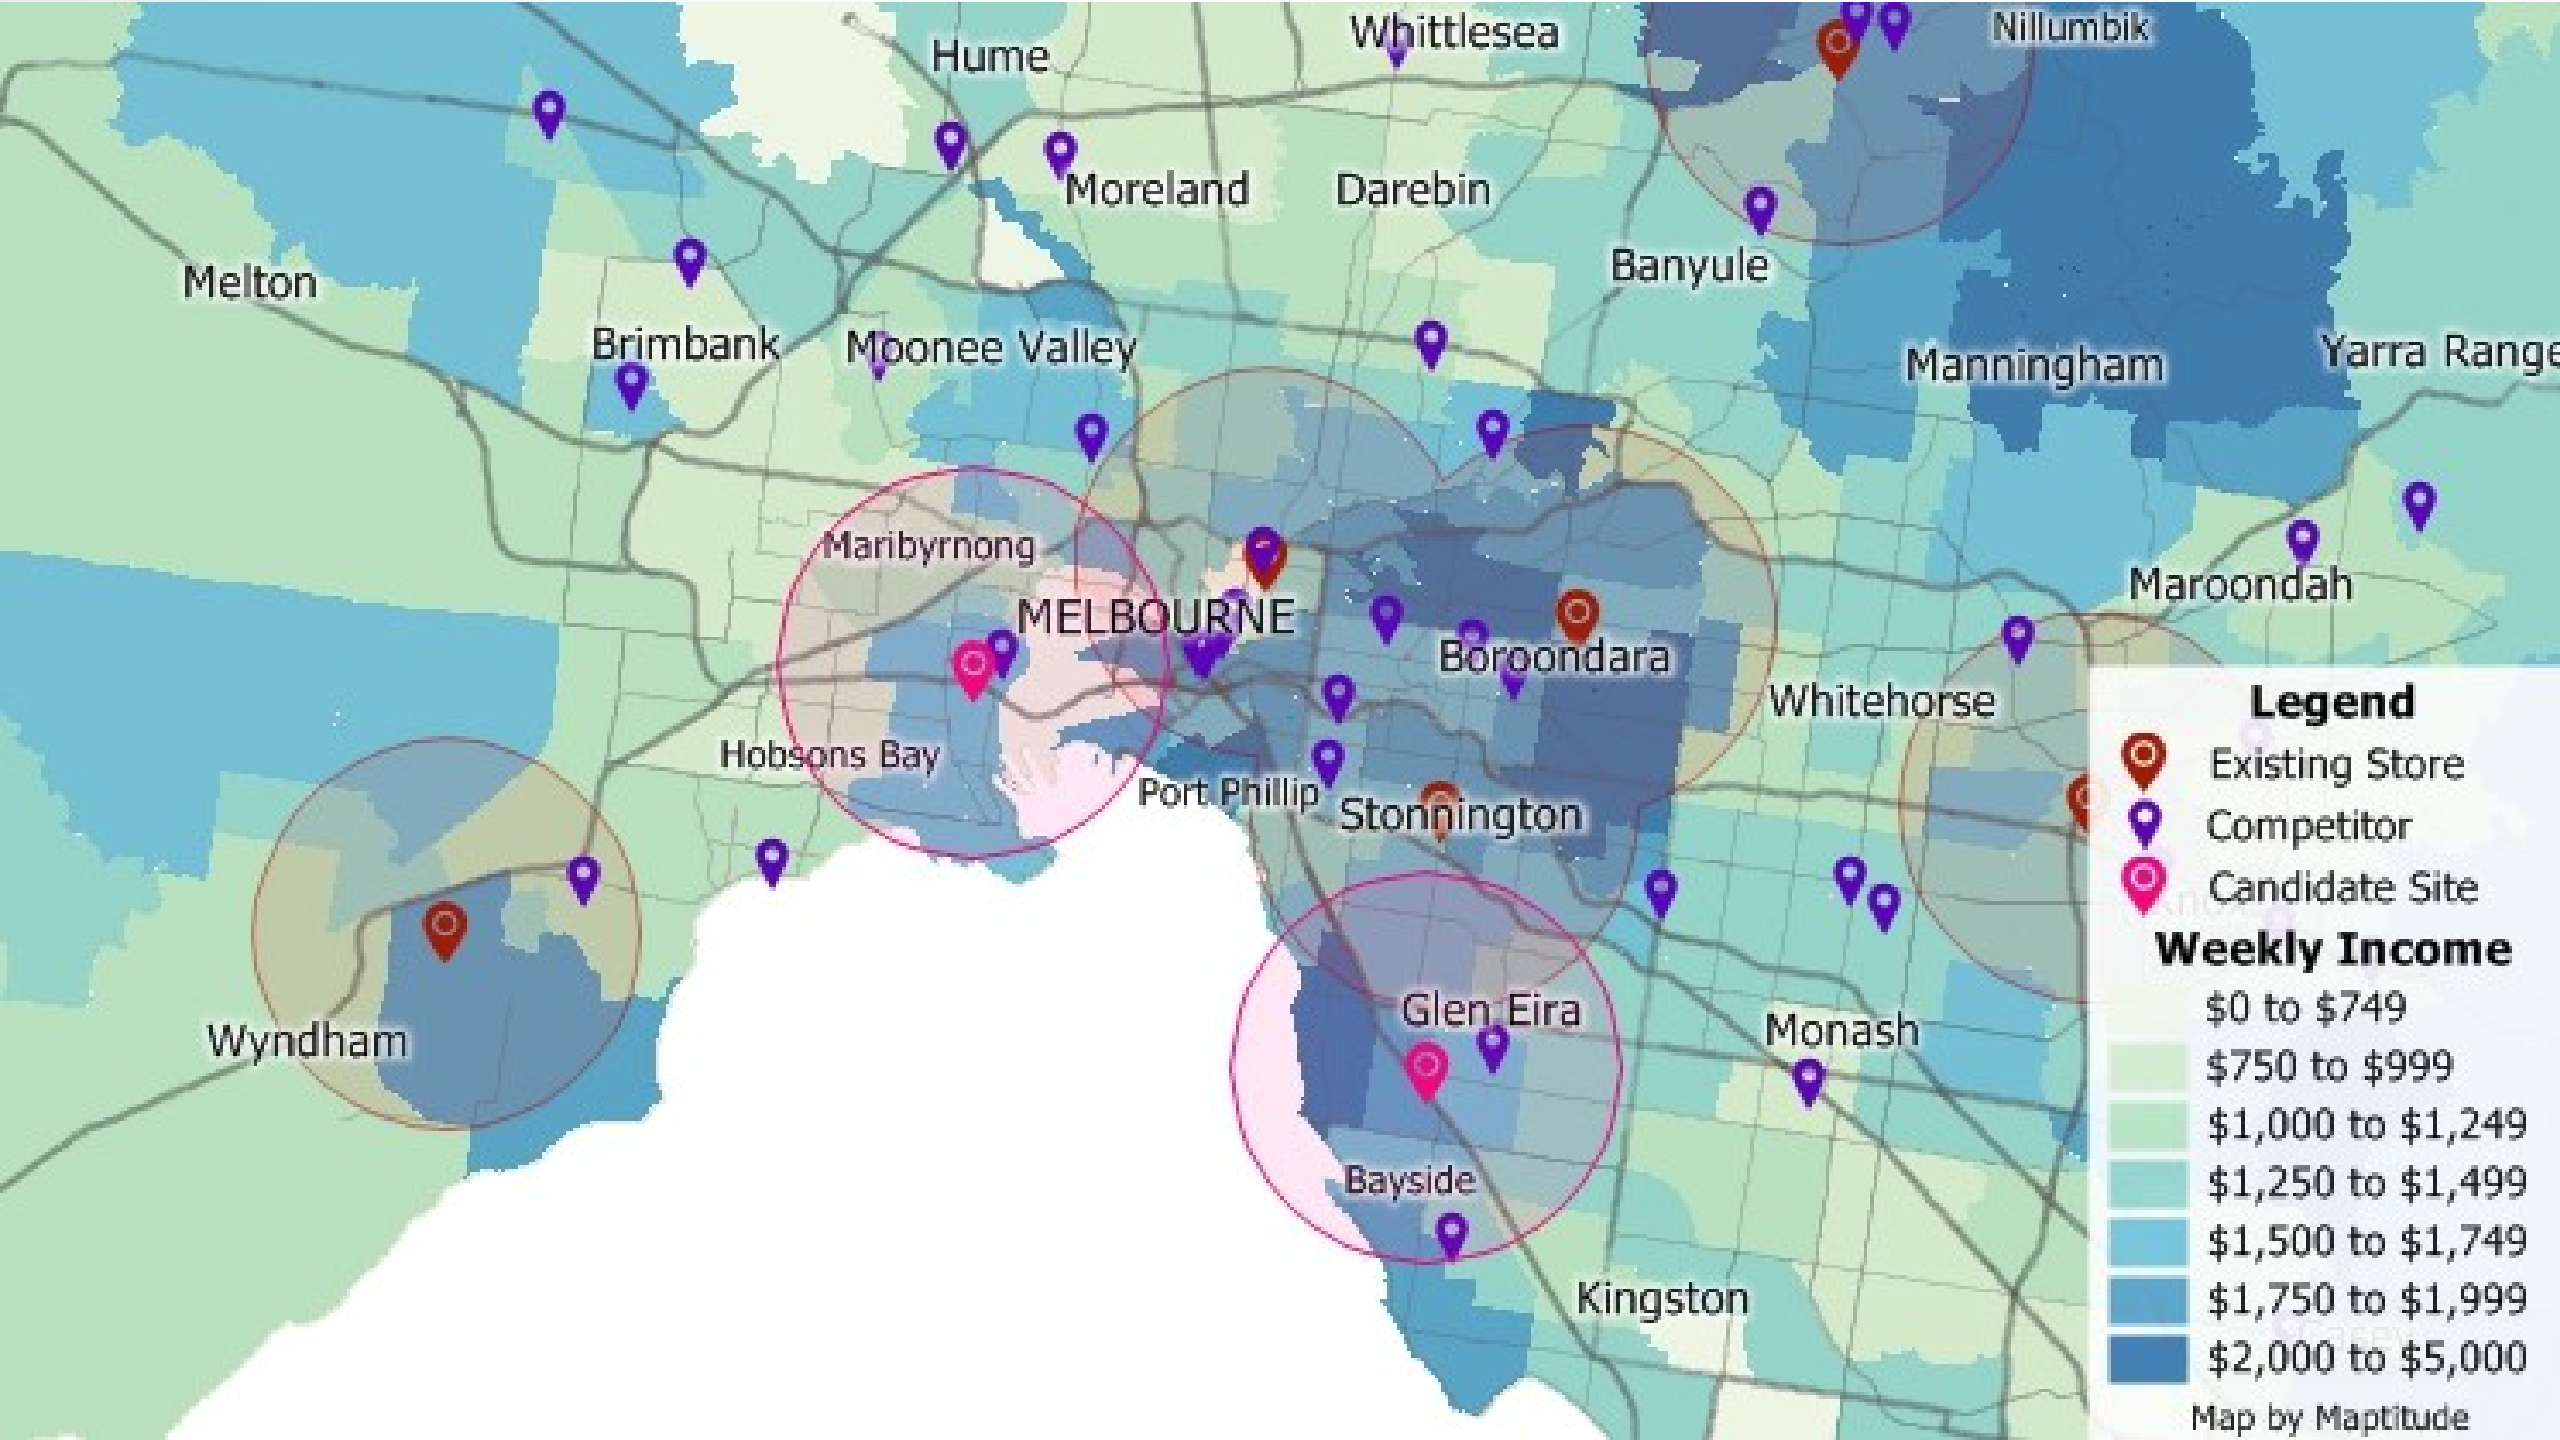 Whittlesea
Nillumbik
Hume
Moreland
Darebin
Banyule
Melton
Brimbank
Moonee Valley
Manningham
Yarra Range
Maribyrnong
MELBOURNE
Maroondah
Boroondara
Whitehorse
Hobsons Bay
Port Phillip
Stonnington
Wyndham
Glen Eira
Monash
Bayside
Kingston
Legend
Existing Store
Competitor
Candidate Site
Knox
Weekly Income
$0 to $749
$750 to $999
$1,000 to $1,249
$1,250 to $1,499
$1,500 to $1,749
$1,750 to $1,999
Casey
$2,000 to $5,000
Map by Maptitude